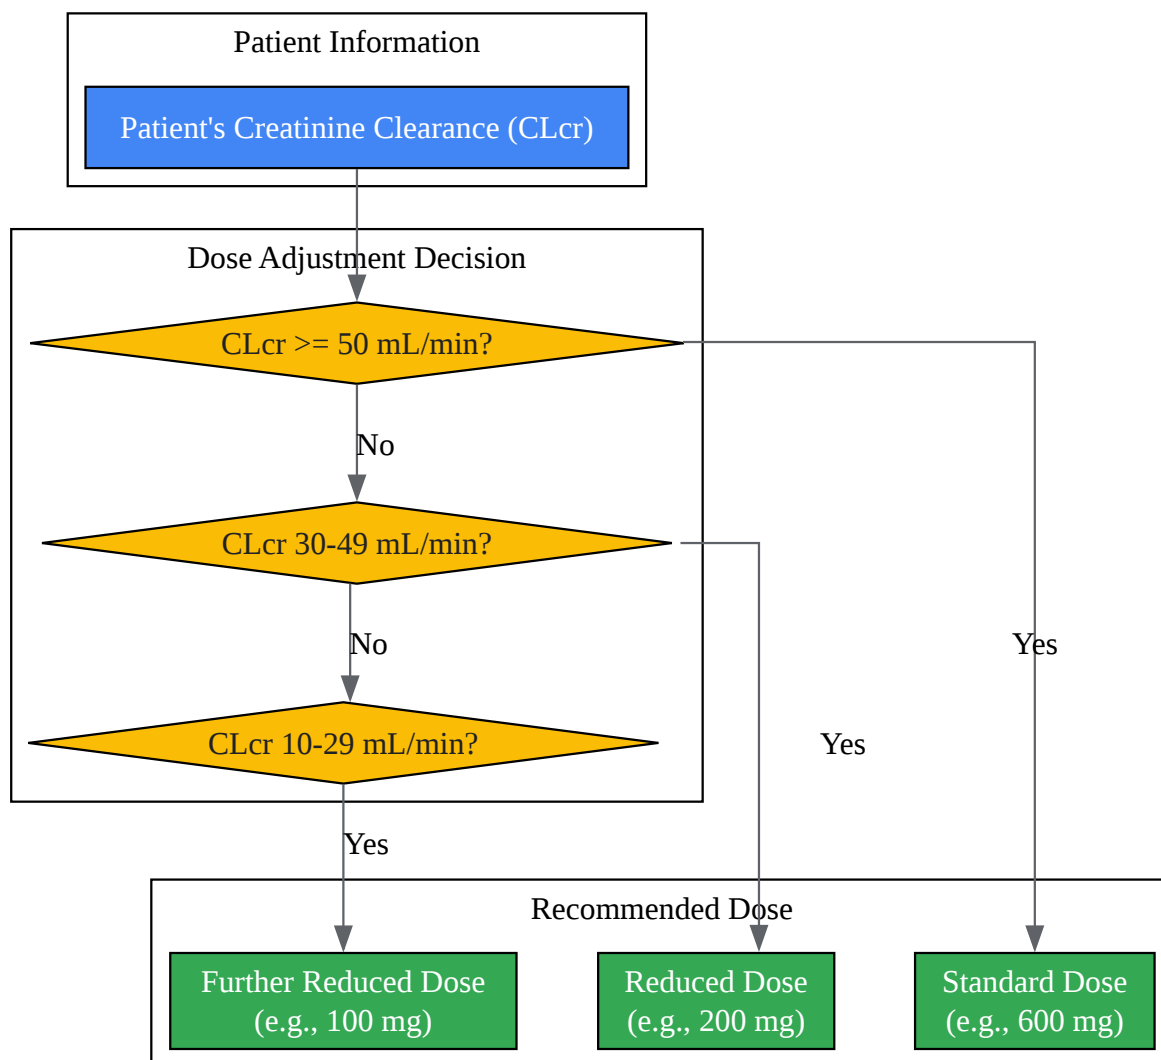 Patient Information
Patient's Creatinine Clearance (CLcr)
Dose Adjustment Decision
CLcr >= 50 mL/min?
No
CLcr 30-49 mL/min?
No
Yes
CLcr 10-29 mL/min?
Yes
Yes
Recommended Dose
Further Reduced Dose
(e.g., 100 mg)
Reduced Dose
(e.g., 200 mg)
Standard Dose
(e.g., 600 mg)